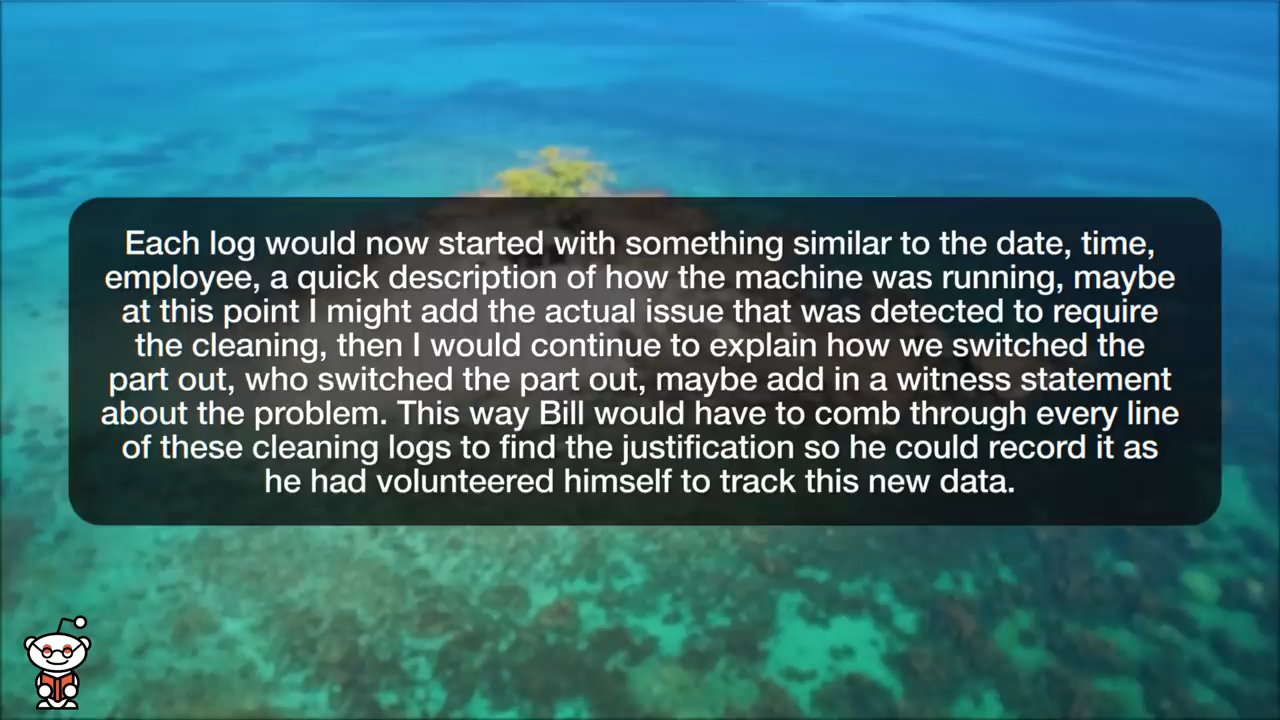 Each log would now started with something similar to the date, time,
employee, a quick description of how the machine was running, maybe
at this point I might add the actual issue that was detected to require
the cleaning, then I would continue to explain how we switched the
part out, who switched the part out, maybe add in a witness statement
about the problem. This way Bill would have to comb through every line
of these cleaning logs to find the justification so he could record it as
he had volunteered himself to track this new data.